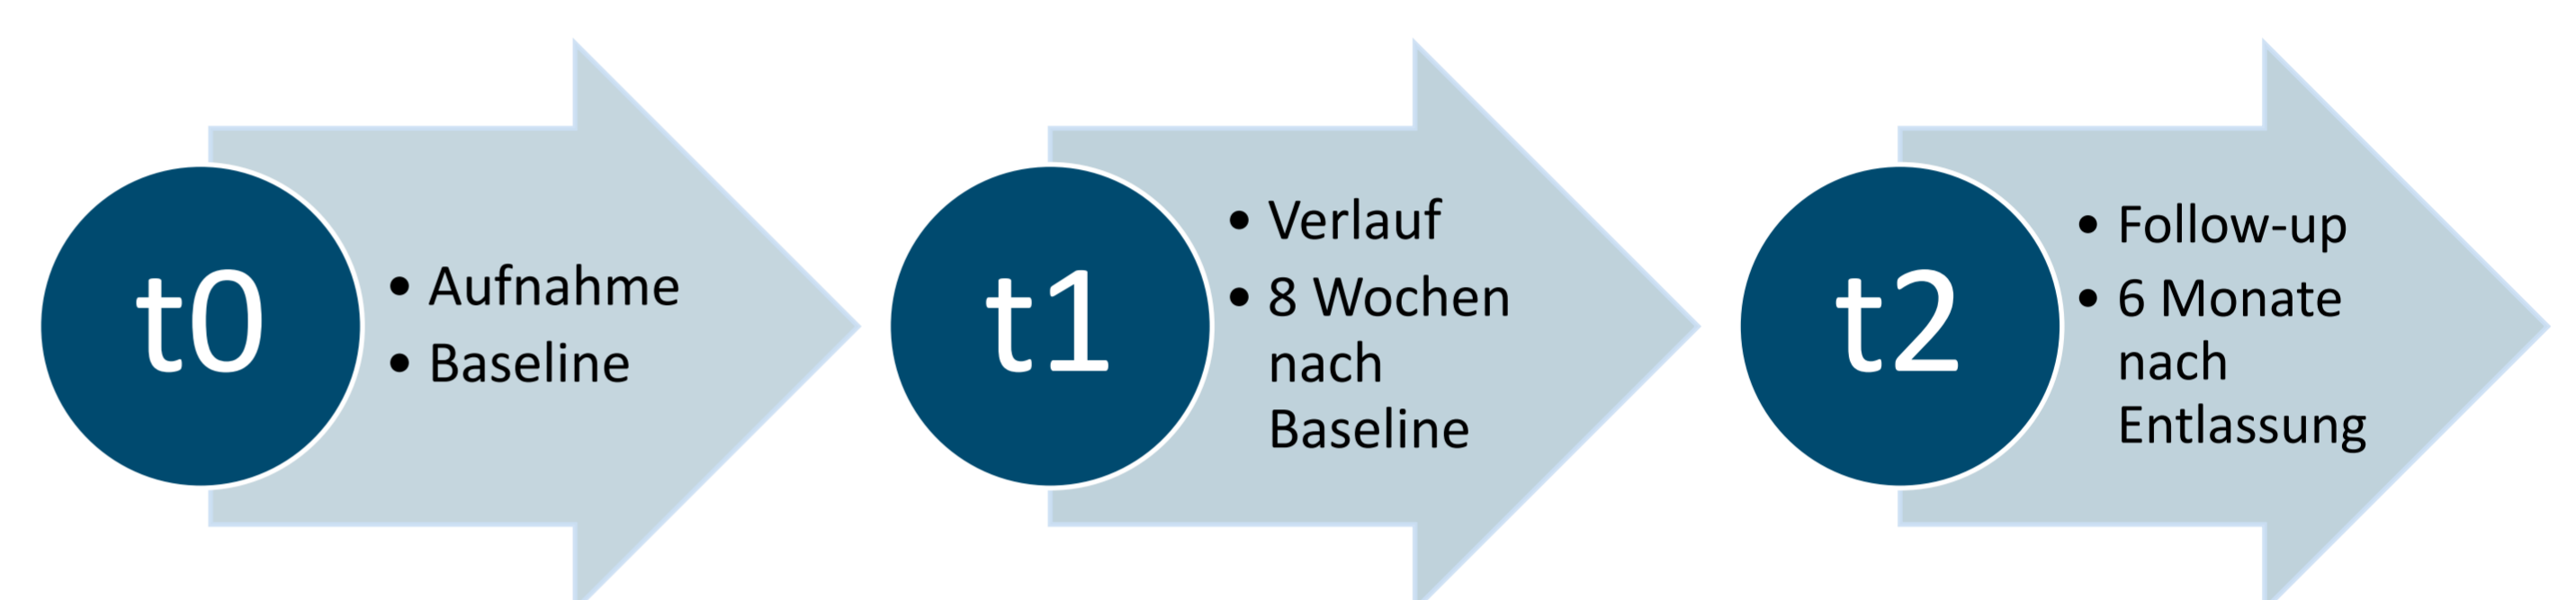 t0
• Aufnahme
• Baseline
t1
• Verlauf
• 8 Wochen
nach
Baseline
t2
• Follow-up
• 6 Monate
nach
Entlassung